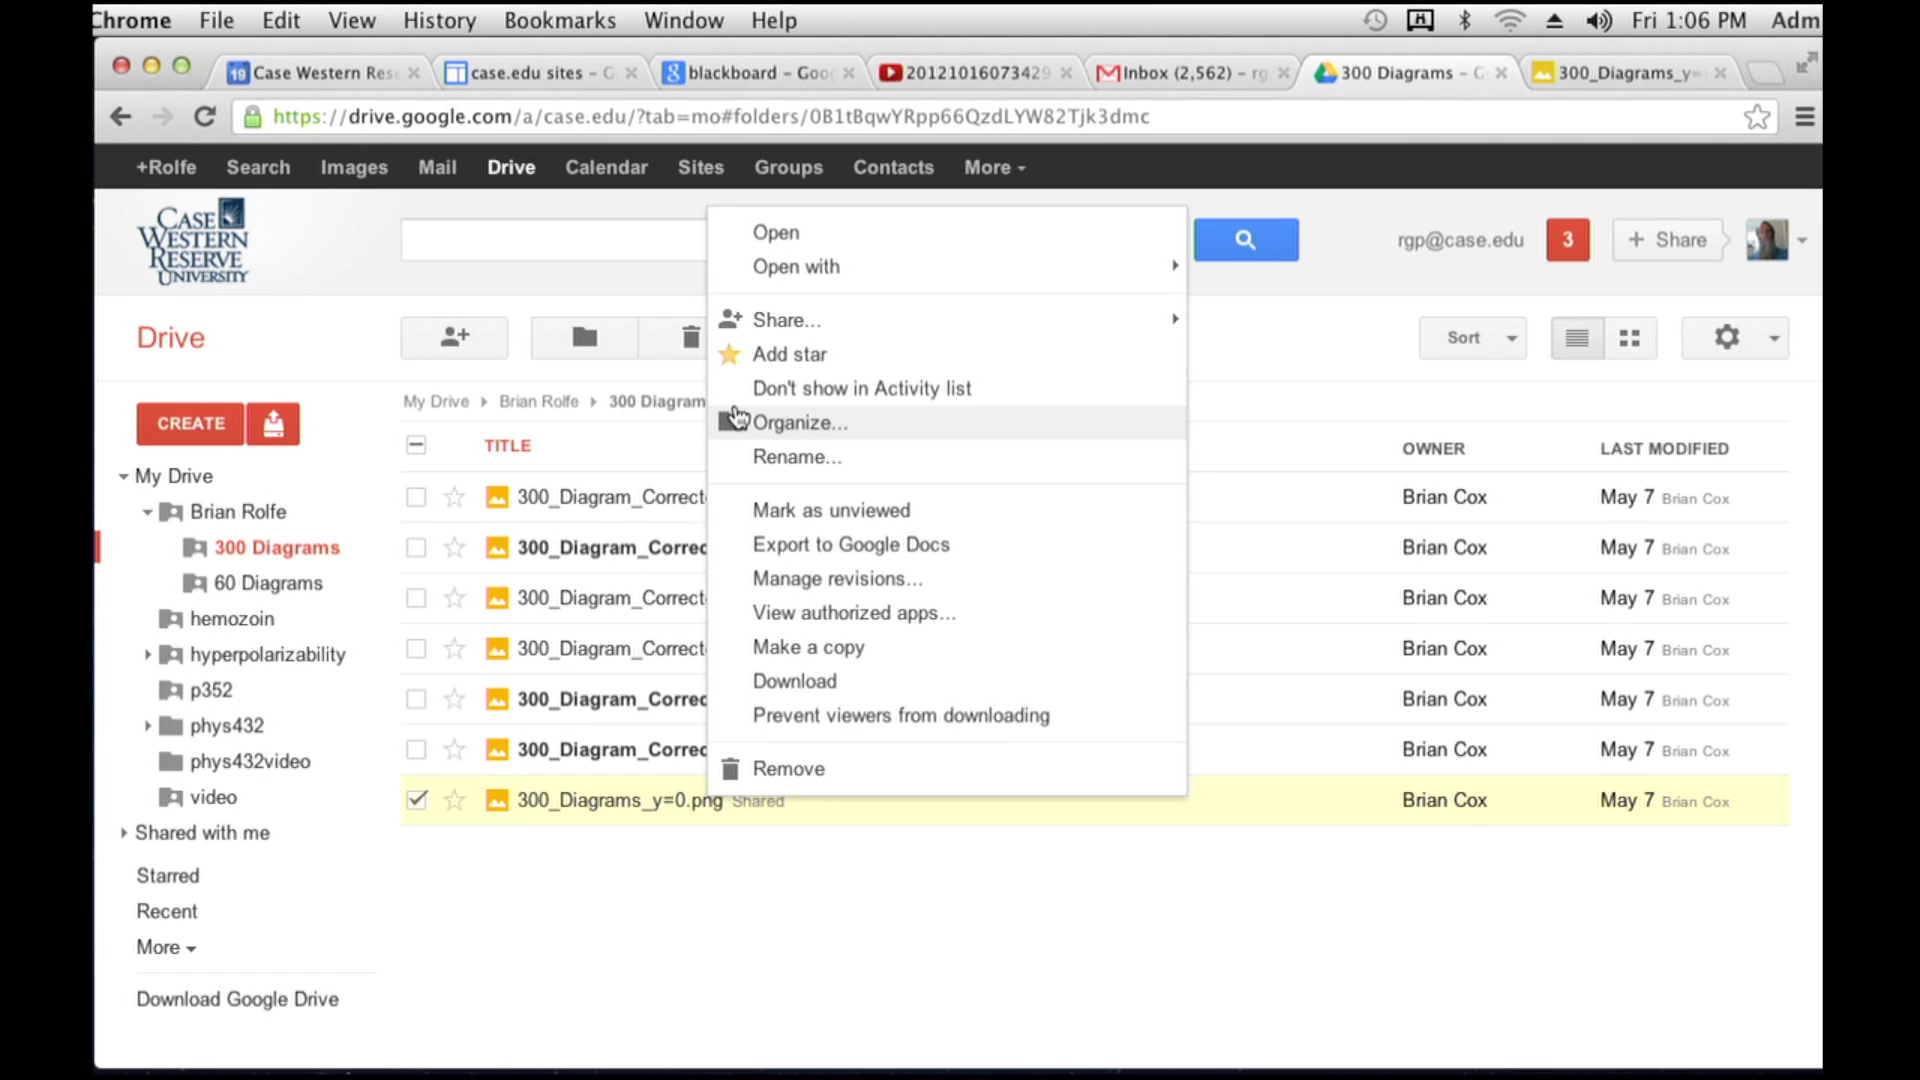 Chrome File Edit View History Bookmarks Window Help Fri 1:06 PM Adm
19 Case Western Res case.edu sites - G 8 blackboard - Goo 20121016073429 Inbox (2,562) - rg 300 Diagrams - G 300_Diagrams_y=
https://drive.google.com/a/case.edu/?tab=mo#folders/0B1tBqwYRpp66QzdLYW82Tjk3dmc
+Rolfe Search Images Mail Drive Calendar Sites Groups Contacts More
CASE
WESTERN
RESERVE
UNIVERSITY
rgp@case.edu 3 + Share
Drive
Sort
CREATE
My Drive
Brian Rolfe
300 Diagrams
60 Diagrams
hemozoin
hyperpolarizability
p352
phys432
phys432video
video
Shared with me
Starred
Recent
More
Download Google Drive
My Drive Brian Rolfe 300 Diagram
TITLE OWNER LAST MODIFIED
300_Diagram_Correct Brian Cox May 7 Brian Cox
300_Diagram_Correc Brian Cox May 7 Brian Cox
300_Diagram_Correct Brian Cox May 7 Brian Cox
300_Diagram_Correct Brian Cox May 7 Brian Cox
300_Diagram_Correc Brian Cox May 7 Brian Cox
300_Diagram_Correc Brian Cox May 7 Brian Cox
300_Diagrams_y=0.png Shared Brian Cox May 7 Brian Cox
Open
Open with
Share...
Add star
Don't show in Activity list
Organize...
Rename...
Mark as unviewed
Export to Google Docs
Manage revisions...
View authorized apps...
Make a copy
Download
Prevent viewers from downloading
Remove